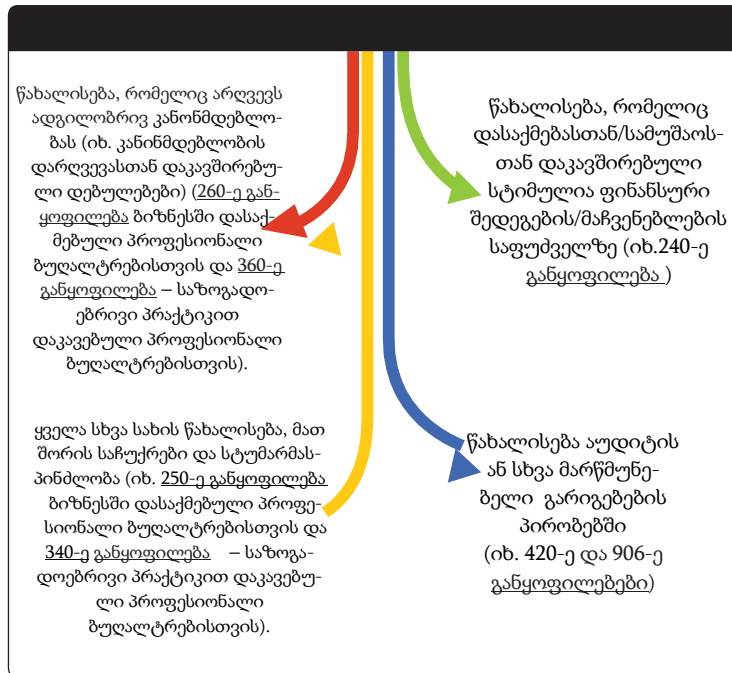 წახალისება, რომელიც არღვევს
ადგილობრივ კანონმდებლო-
ბას (იხ. კანინმდებლობის
დარღვევასთან დაკავშირებუ-
ლი დებულებები) (260-ე გან-
ყოფილება ბიზნესში დასაქ-
მებული პროფესიონალი
ბუღალტრებისთვის და 360-ე
განყოფილება – საზოგადო-
ებრივი პრაქტიკით
დაკავებული პროფესიონალი
ბუღალტრებისთვის).
ყველა სხვა სახის წახალისება, მათ
შორის საჩუქრები და სტუმარმას-
პინძლობა (იხ. 250-ე განყოფილება
ბიზნესში დასაქმებული პროფე-
სიონალი ბუღალტრებისთვის და
340-ე განყოფილება – საზოგა-
დოებრივი პრაქტიკით დაკავებუ-
ლი პროფესიონალი
ბუღალტრებისთვის).
წახალისება, რომელიც
დასაქმებასთან/სამუშაოს-
თან დაკავშირებული
სტიმულია ფინანსური
შედეგების/მაჩვენებლების
საფუძველზე (იხ.240-ე
განყოფილება )
წახალისება აუდიტის
ან სხვა მარწმუნე-
ბელი გარიგებების
პირობებში
(იხ. 420-ე და 906-ე
განყოფილებები)